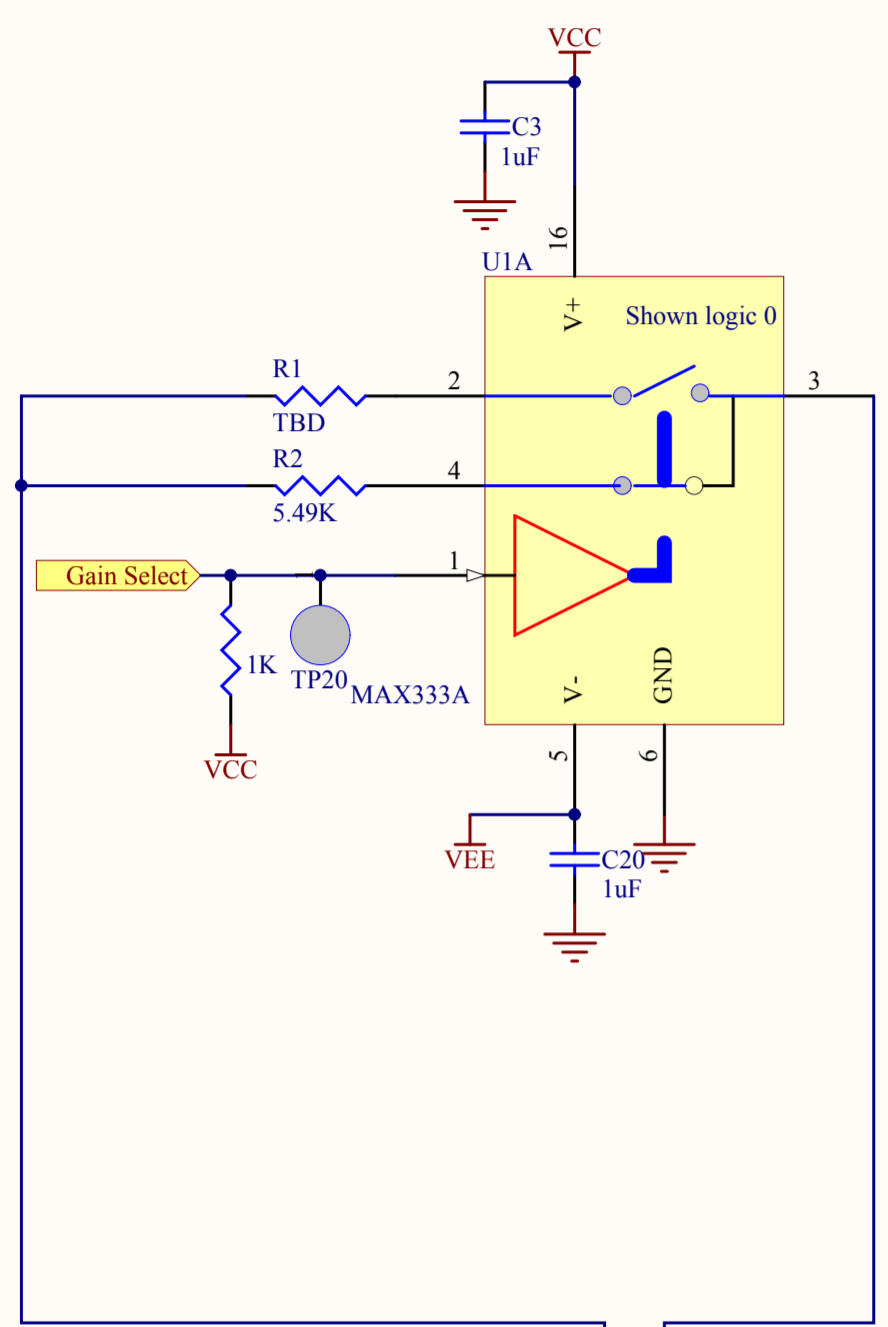 VCC
C3
1uF
16
U1A
V+
Shown logic 0
R1
2
3
TBD
R2
4
5.49K
Gain Select
1
1K
TP20
MAX333A
V-
GND
VCC
5
6
VEE
C20
1uF